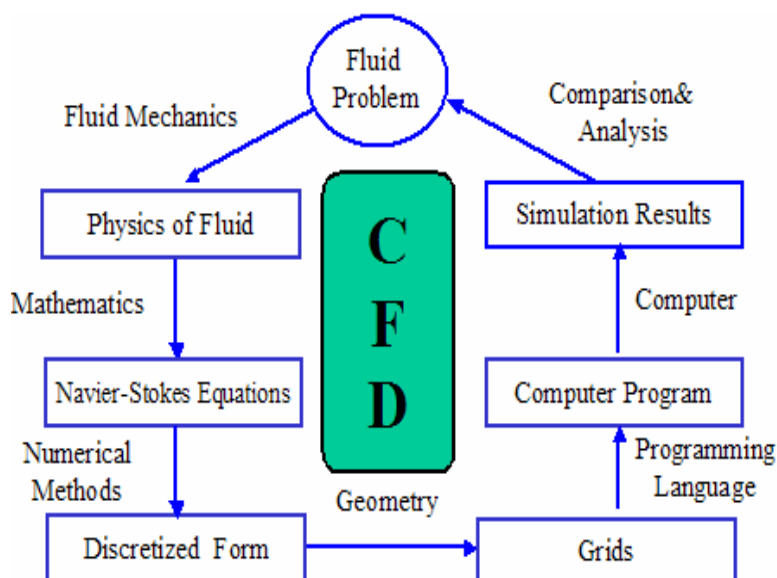 Fluid
Problem
Fluid Mechanics
Comparison&
Analysis
Physics of Fluid
Simulation Results
C
F
D
Mathematics
Computer
Navier-Stokes Equations
Computer Program
Numerical
Methods
Programming
Language
Geometry
Discretized Form
Grids